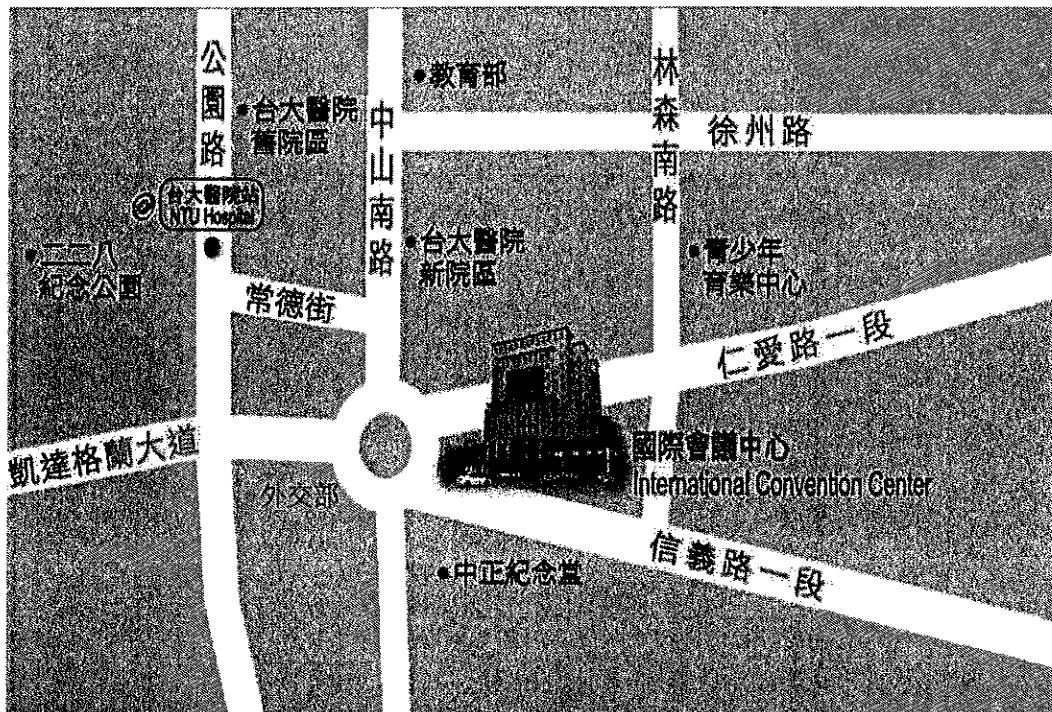 公園路
台大醫院
舊院區
中山南路
教育部
林森南路
徐州路
台大醫院站
NTU Hospital
二二八
紀念公園
台大醫院
新院區
青少年
育樂中心
常德街
仁愛路一段
凱達格蘭大道
外交部
國際會議中心
International Convention Center
信義路一段
中正紀念堂